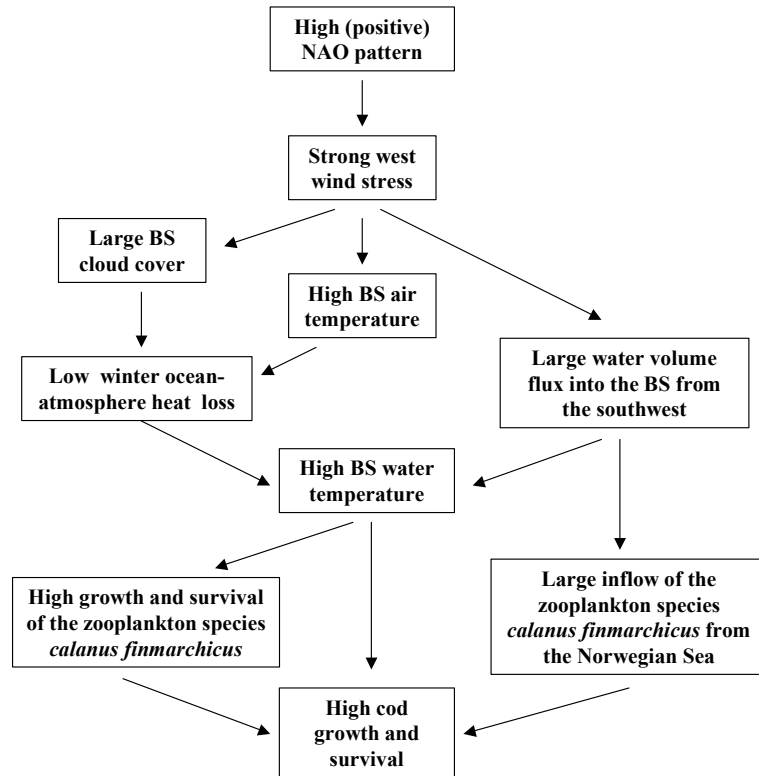 High (positive)
NAO pattern
Strong west
wind stress
Large BS
cloud cover
High BS air
temperature
Low winter ocean-
atmosphere heat loss
Large water volume
flux into the BS from
the southwest
High BS water
temperature
High growth and survival
of the zooplankton species
calanus finmarchicus
Large inflow of the
zooplankton species
calanus finmarchicus from
the Norwegian Sea
High cod
growth and
survival